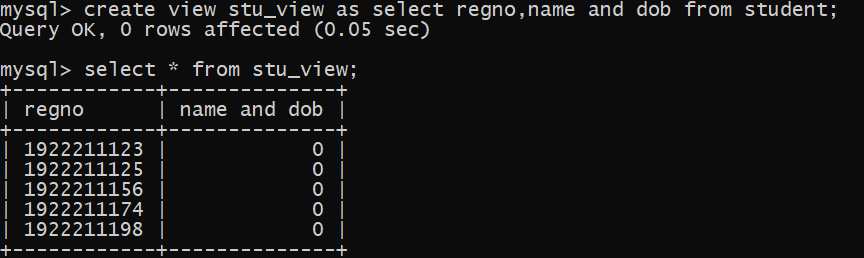 mysql> create view stu_view as select regno,name and dob from student;
Query OK, 0 rows affected (0.05 sec)
mysql> select * from stu_view;
+------------+--------------+
| regno      | name and dob |
+------------+--------------+
| 1922211123 |            0 |
| 1922211125 |            0 |
| 1922211156 |            0 |
| 1922211174 |            0 |
| 1922211198 |            0 |
+------------+--------------+